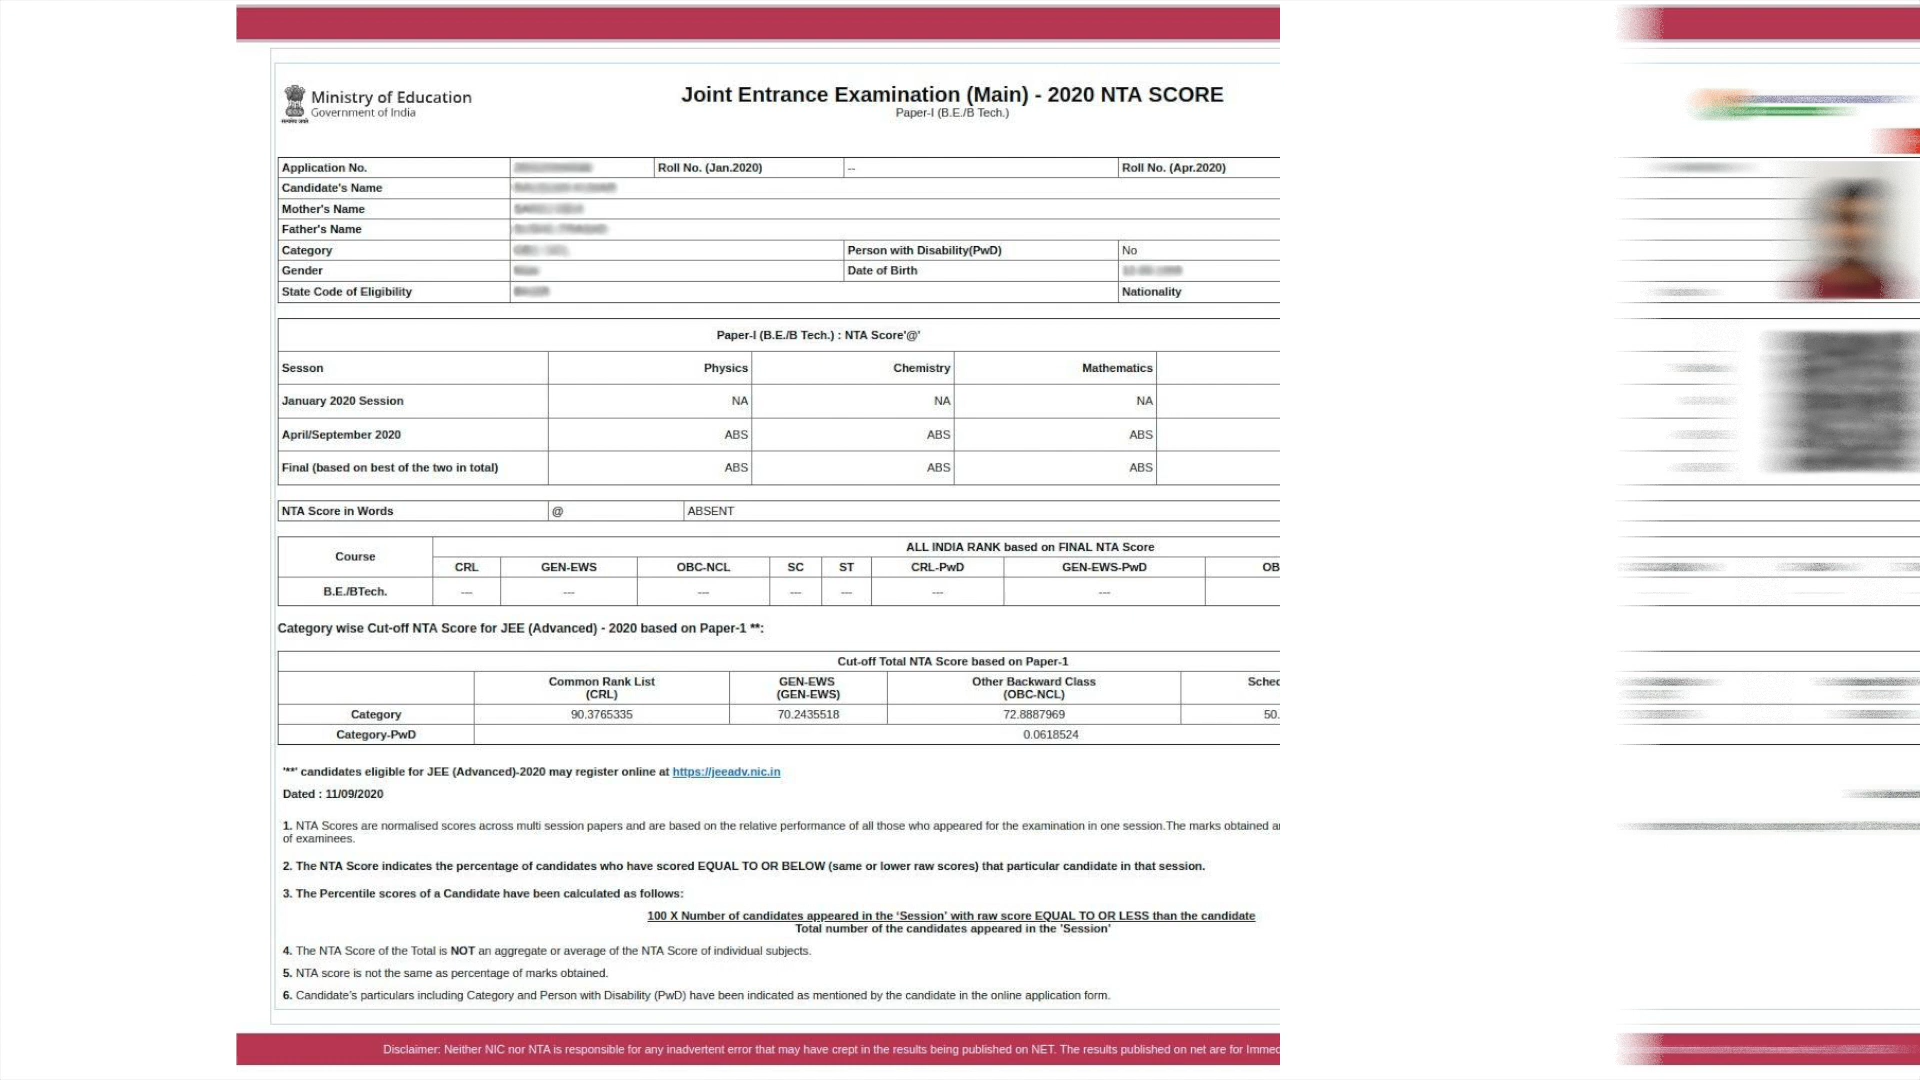 Ministry of Education
Government of India
Joint Entrance Examination (Main) - 2020 NTA SCORE
Paper-I (B.E./B Tech.)
Application No. Roll No. (Jan.2020) -- Roll No. (Apr.2020)
Candidate's Name
Mother's Name
Father's Name
Category Person with Disability(PwD) No
Gender Date of Birth
State Code of Eligibility Nationality
Paper-I (B.E./B Tech.) : NTA Score'@'
Sesson Physics Chemistry Mathematics
January 2020 Session NA NA NA
April/September 2020 ABS ABS ABS
Final (based on best of the two in total) ABS ABS ABS
NTA Score in Words @ ABSENT
Course ALL INDIA RANK based on FINAL NTA Score
CRL GEN-EWS OBC-NCL SC ST CRL-PwD GEN-EWS-PwD OB
B.E./BTech. --- --- --- --- --- --- ---
Category wise Cut-off NTA Score for JEE (Advanced) - 2020 based on Paper-1 **:
Cut-off Total NTA Score based on Paper-1
Common Rank List GEN-EWS Other Backward Class Sched
(CRL) (GEN-EWS) (OBC-NCL)
Category 90.3765335 70.2435518 72.8887969 50.
Category-PwD 0.0618524
'**' candidates eligible for JEE (Advanced)-2020 may register online at https://jeeadv.nic.in
Dated : 11/09/2020
1. NTA Scores are normalised scores across multi session papers and are based on the relative performance of all those who appeared for the examination in one session.The marks obtained a
of examinees.
2. The NTA Score indicates the percentage of candidates who have scored EQUAL TO OR BELOW (same or lower raw scores) that particular candidate in that session.
3. The Percentile scores of a Candidate have been calculated as follows:
100 X Number of candidates appeared in the 'Session' with raw score EQUAL TO OR LESS than the candidate
Total number of the candidates appeared in the 'Session'
4. The NTA Score of the Total is NOT an aggregate or average of the NTA Score of individual subjects.
5. NTA score is not the same as percentage of marks obtained.
6. Candidate's particulars including Category and Person with Disability (PwD) have been indicated as mentioned by the candidate in the online application form.
Disclaimer: Neither NIC nor NTA is responsible for any inadvertent error that may have crept in the results being published on NET. The results published on net are for Immed